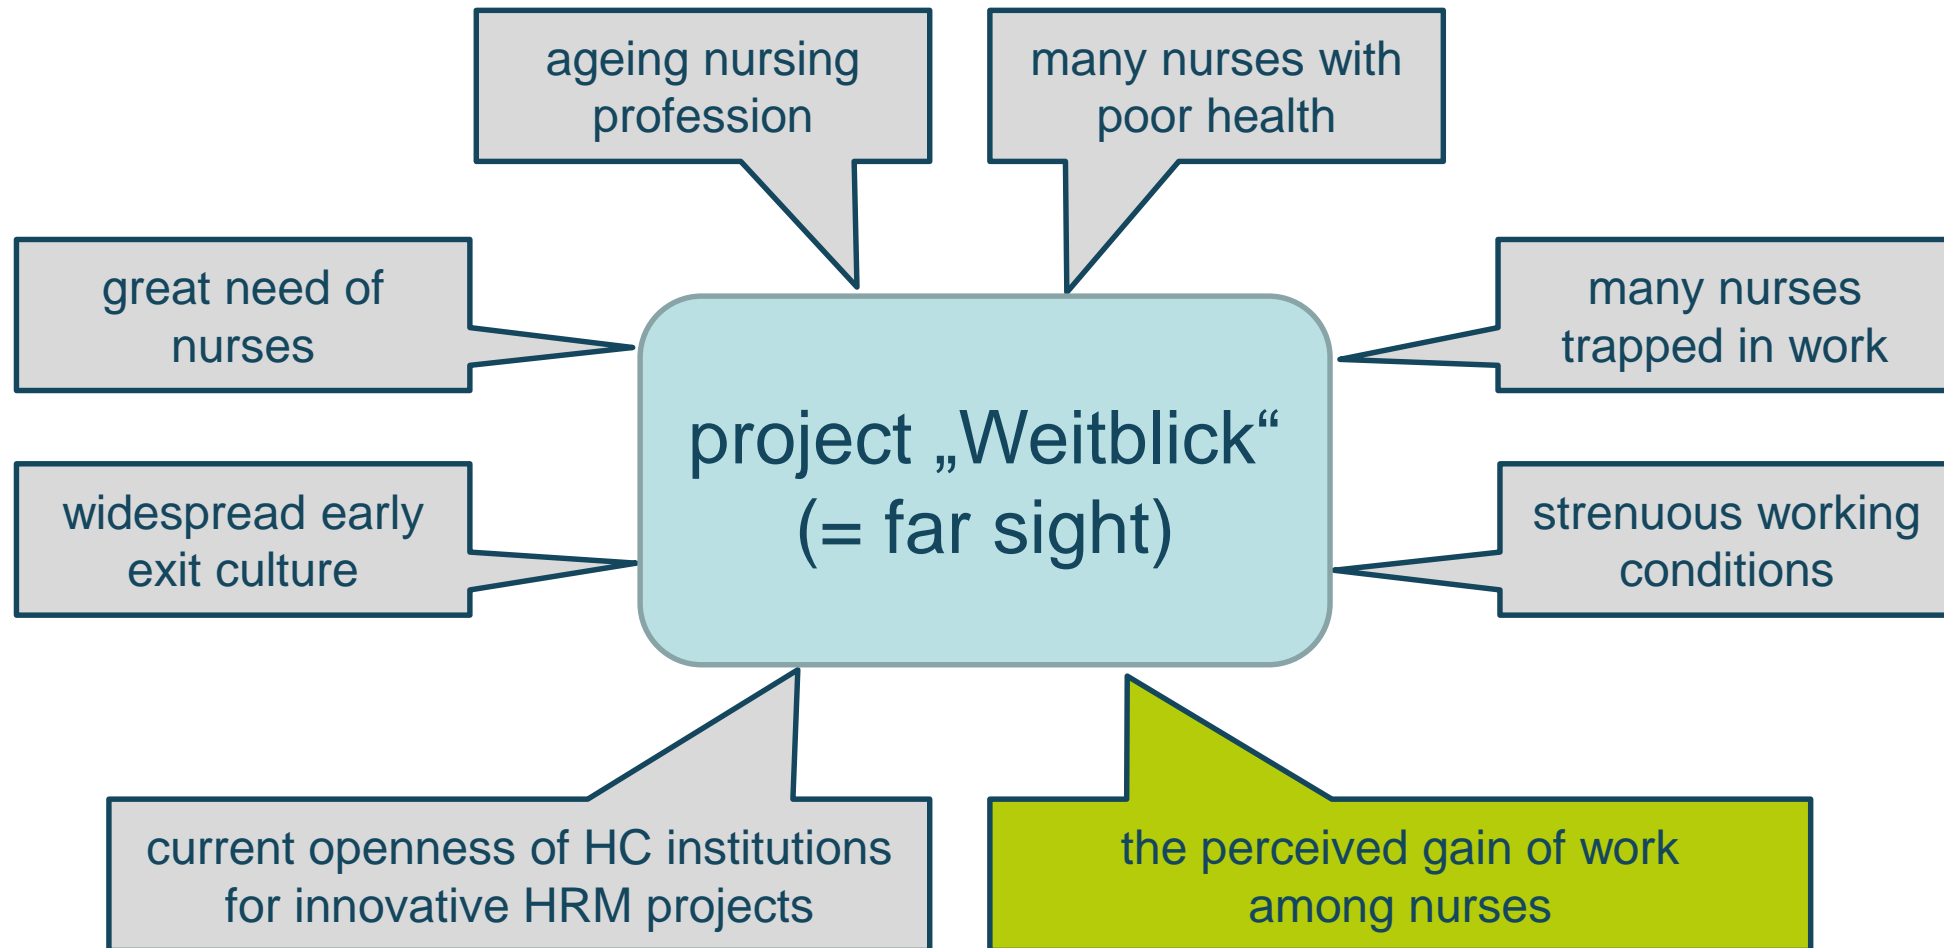 ageing nursing
profession
many nurses with
poor health
great need of
nurses
many nurses
trapped in work
project „Weitblick“
(= far sight)
widespread early
exit culture
strenuous working
conditions
current openness of HC institutions
for innovative HRM projects
the perceived gain of work
among nurses